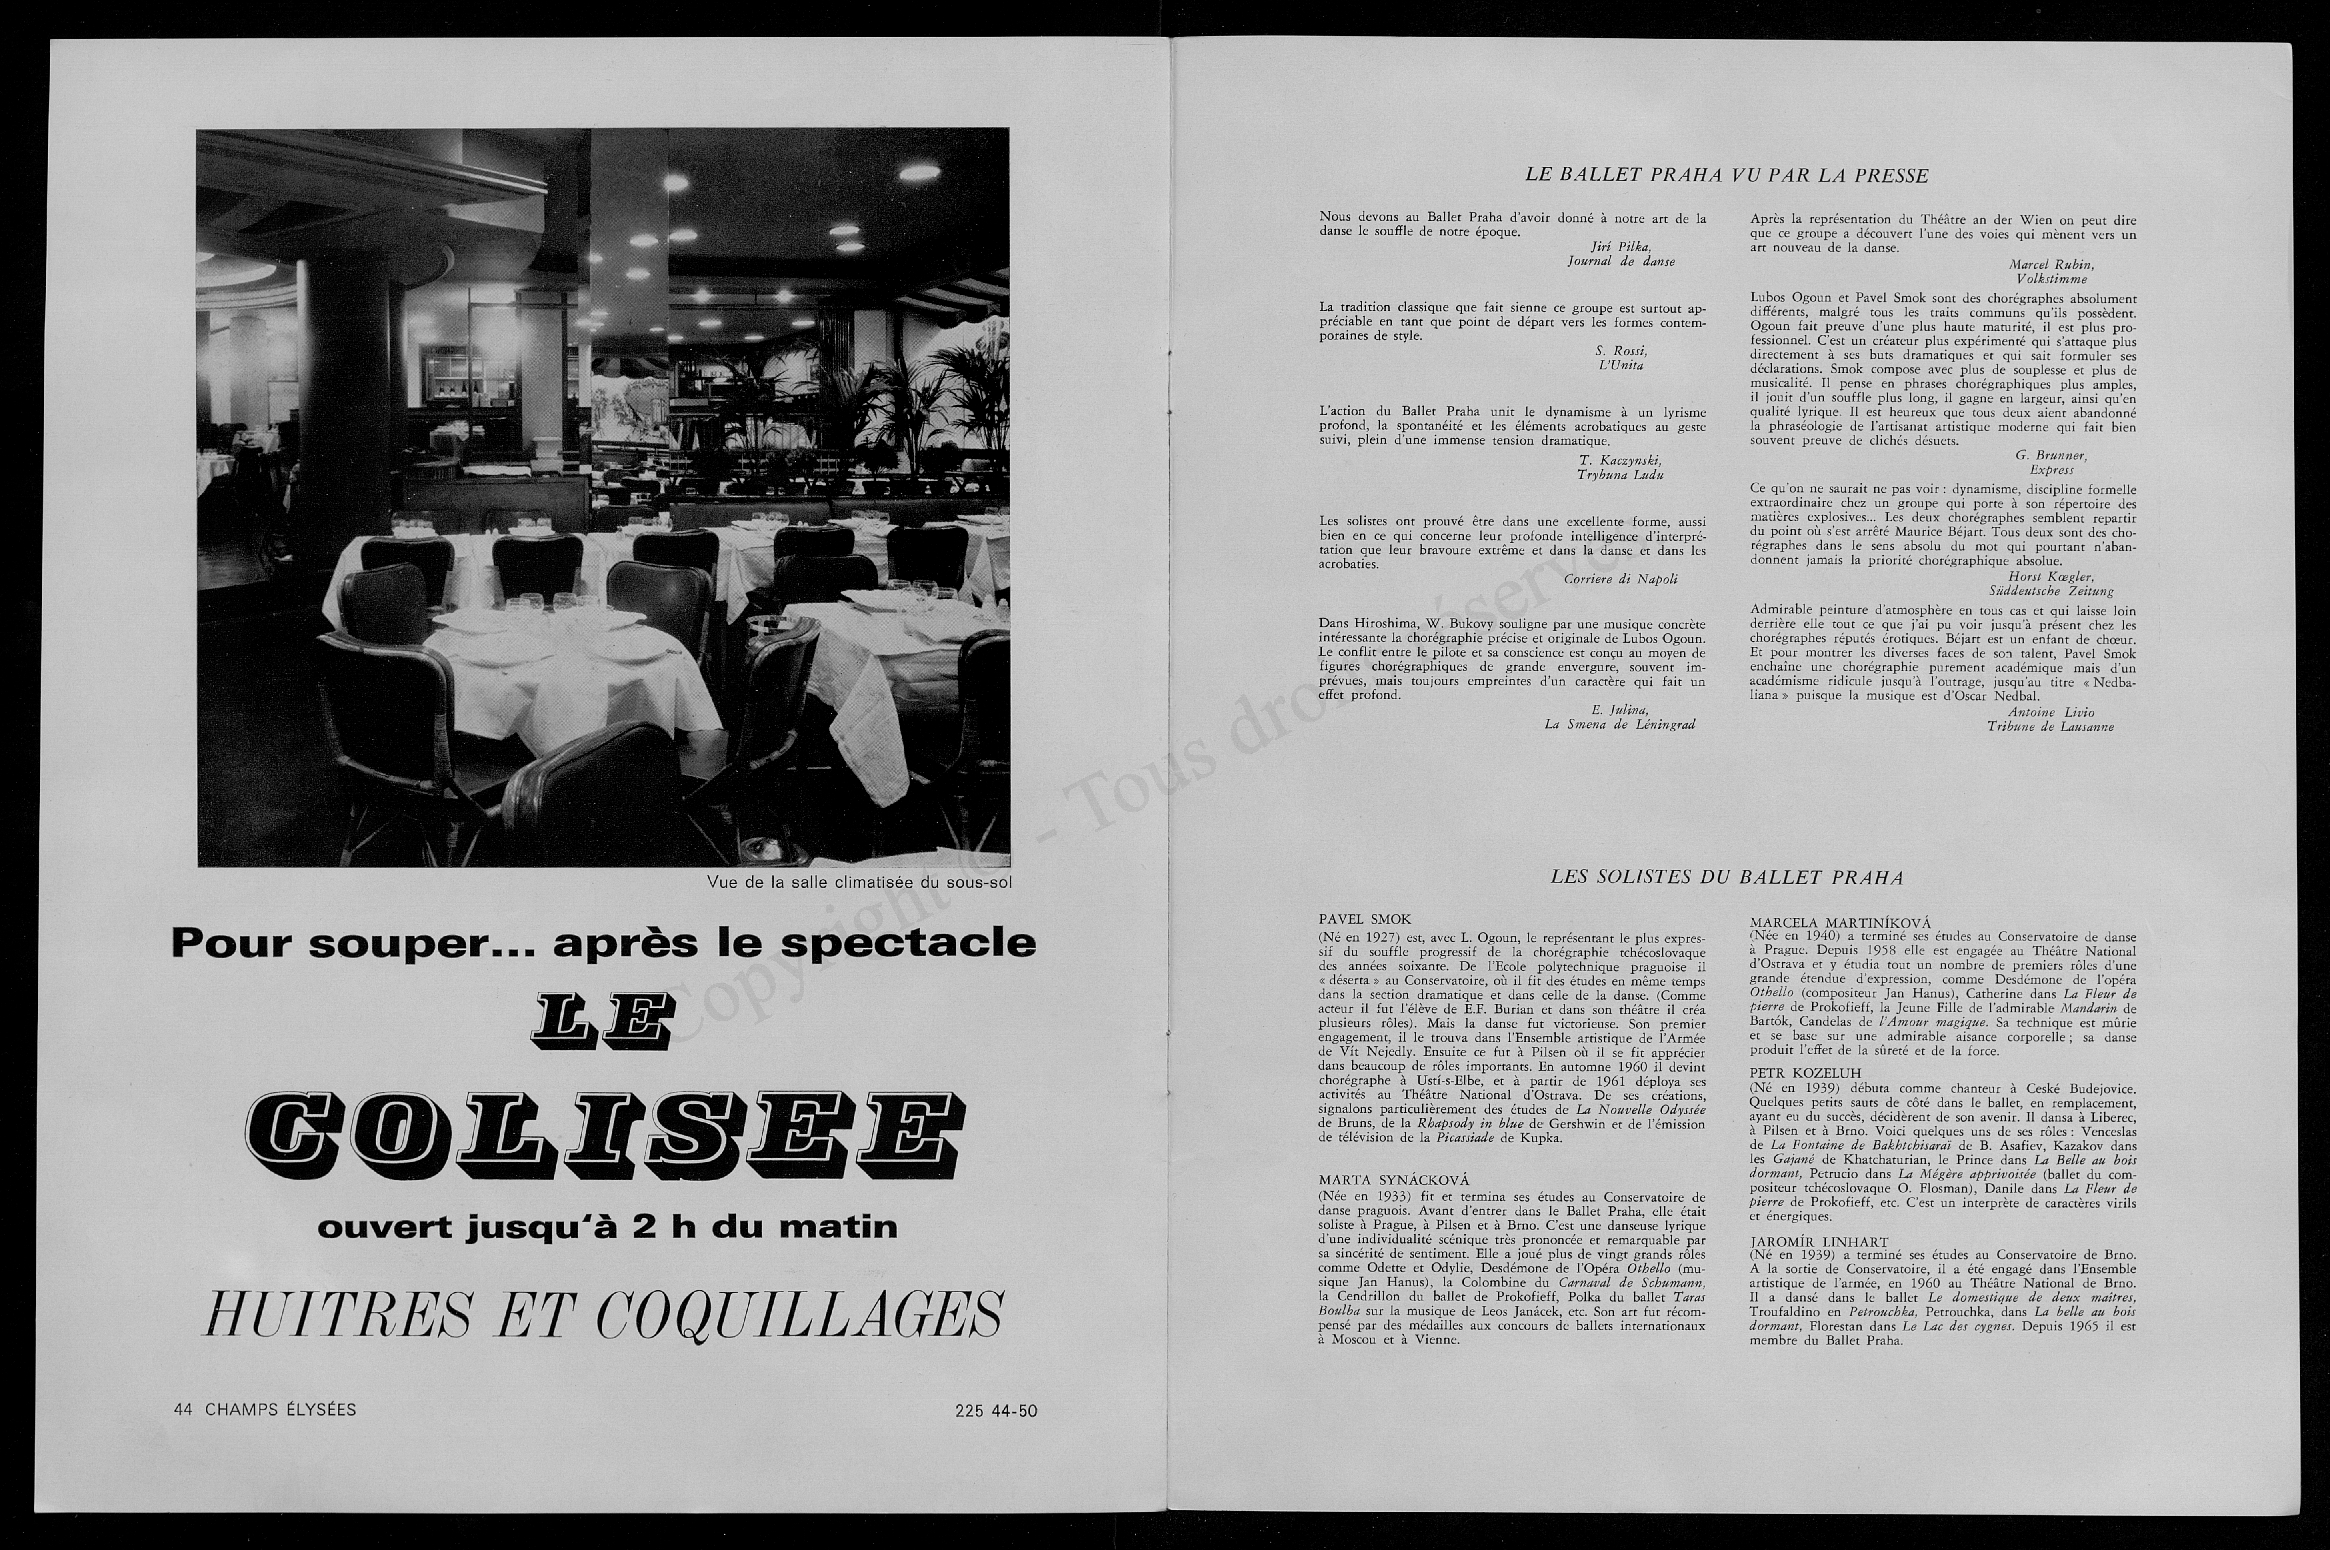 Vue de la salle climatisée du sous-sol
Pour souper... après le spectacle
LE
COLISEE
ouvert jusqu'à 2 h du matin
HUITRES ET COQUILLAGES
44 CHAMPS ÉLYSÉES
225 44-50
LE BALLET PRAHA VU PAR LA PRESSE
Nous devons au Ballet Praha d'avoir donné à notre art de la
danse le souffle de notre époque.
Jirí Pilka,
Journal de danse
La tradition classique que fait sienne ce groupe est surtout ap-
préciable en tant que point de départ vers les formes contem-
poraines de style.
S. Rossi,
L'Unita
L'action du Ballet Praha unit le dynamisme à un lyrisme
profond, la spontanéité et les éléments acrobatiques au geste
suivi, plein d'une immense tension dramatique.
T. Kaczynski,
Trybuna Ludu
Les solistes ont prouvé être dans une excellente forme, aussi
bien en ce qui concerne leur profonde intelligence d'interpré-
tation que leur bravoure extrême et dans la danse et dans les
acrobaties.
Corriere di Napoli
Dans Hiroshima, W. Bukovy souligne par une musique concrète
intéressante la chorégraphie précise et originale de Lubos Ogoun.
Le conflit entre le pilote et sa conscience est conçu au moyen de
figures chorégraphiques de grande envergure, souvent im-
prévues, mais toujours empreintes d'un caractère qui fait un
effet profond.
E. Julina,
La Smena de Léningrad
Après la représentation du Théâtre an der Wien on peut dire
que ce groupe a découvert l'une des voies qui mènent vers un
art nouveau de la danse.
Marcel Rubin,
Volkstimme
Lubos Ogoun et Pavel Smok sont des chorégraphes absolument
différents, malgré tous les traits communs qu'ils possèdent.
Ogoun fait preuve d'une plus haute maturité, il est plus pro-
fessionnel. C'est un créateur plus expérimenté qui s'attaque plus
directement à ses buts dramatiques et qui sait formuler ses
déclarations. Smok compose avec plus de souplesse et plus de
musicalité. Il pense en phrases chorégraphiques plus amples,
il jouit d'un souffle plus long, il gagne en largeur, ainsi qu'en
qualité lyrique. Il est heureux que tous deux aient abandonné
la phraséologie de l'artisanat artistique moderne qui fait bien
souvent preuve de clichés désuets.
G. Brunner,
Express
Ce qu'on ne saurait ne pas voir : dynamisme, discipline formelle
extraordinaire chez un groupe qui porte à son répertoire des
matières explosives... Les deux chorégraphes semblent repartir
du point où s'est arrêté Maurice Béjart. Tous deux sont des cho-
régraphes dans le sens absolu du mot qui pourtant n'aban-
donnent jamais la priorité chorégraphique absolue.
Horst Kœgler,
Süddeutsche Zeitung
Admirable peinture d'atmosphère en tous cas et qui laisse loin
derrière elle tout ce que j'ai pu voir jusqu'à présent chez les
chorégraphes réputés érotiques. Béjart est un enfant de chœur.
Et pour montrer les diverses faces de son talent, Pavel Smok
enchaîne une chorégraphie purement académique mais d'un
académisme ridicule jusqu'à l'outrage, jusqu'au titre « Nedba-
liana » puisque la musique est d'Oscar Nedbal.
Antoine Livio
Tribune de Lausanne
LES SOLISTES DU BALLET PRAHA
PAVEL SMOK
(Né en 1927) est, avec L. Ogoun, le représentant le plus expres-
sif du souffle progressif de la chorégraphie tchécoslovaque
des années soixante. De l'Ecole polytechnique praguoise il
« déserta » au Conservatoire, où il fit des études en même temps
dans la section dramatique et dans celle de la danse. (Comme
acteur il fut l'élève de E.F. Burian et dans son théâtre il créa
plusieurs rôles). Mais la danse fut victorieuse. Son premier
engagement, il le trouva dans l'Ensemble artistique de l'Armée
de Vít Nejedly. Ensuite ce fut à Pilsen où il se fit apprécier
dans beaucoup de rôles importants. En automne 1960 il devint
chorégraphe à Ustí-s-Elbe, et à partir de 1961 déploya ses
activités au Théâtre National d'Ostrava. De ses créations,
signalons particulièrement des études de La Nouvelle Odyssée
de Bruns, de la Rhapsody in blue de Gershwin et de l'émission
de télévision de la Picassiade de Kupka.
MARTA SYNÁCKOVÁ
(Née en 1933) fit et termina ses études au Conservatoire de
danse praguois. Avant d'entrer dans le Ballet Praha, elle était
soliste à Prague, à Pilsen et à Brno. C'est une danseuse lyrique
d'une individualité scénique très prononcée et remarquable par
sa sincérité de sentiment. Elle a joué plus de vingt grands rôles
comme Odette et Odylie, Desdémone de l'Opéra Othello (mu-
sique Jan Hanus), la Colombine du Carnaval de Schumann,
la Cendrillon du ballet de Prokofieff, Polka du ballet Taras
Boulba sur la musique de Leos Janácek, etc. Son art fut récom-
pensé par des médailles aux concours de ballets internationaux
à Moscou et à Vienne.
MARCELA MARTINÍKOVÁ
(Née en 1940) a terminé ses études au Conservatoire de danse
à Prague. Depuis 1958 elle est engagée au Théâtre National
d'Ostrava et y étudia tout un nombre de premiers rôles d'une
grande étendue d'expression, comme Desdémone de l'opéra
Othello (compositeur Jan Hanus), Catherine dans La Fleur de
pierre de Prokofieff, la Jeune Fille de l'admirable Mandarin de
Bartók, Candelas de l'Amour magique. Sa technique est mûrie
et se base sur une admirable aisance corporelle ; sa danse
produit l'effet de la sûreté et de la force.
PETR KOZELUH
(Né en 1939) débuta comme chanteur à Ceské Budejovice.
Quelques petits sauts de côté dans le ballet, en remplacement,
ayant eu du succès, décidèrent de son avenir. Il dansa à Liberec,
à Pilsen et à Brno. Voici quelques uns de ses rôles : Venceslas
de La Fontaine de Bakhtchisaraï de B. Asafiev, Kazakov dans
les Gajané de Khatchaturian, le Prince dans La Belle au bois
dormant, Petrucio dans La Mégère apprivoisée (ballet du com-
positeur tchécoslovaque O. Flosman), Danile dans La Fleur de
pierre de Prokofieff, etc. C'est un interprète de caractères virils
et énergiques.
JAROMÍR LINHART
(Né en 1939) a terminé ses études au Conservatoire de Brno.
A la sortie de Conservatoire, il a été engagé dans l'Ensemble
artistique de l'armée, en 1960 au Théâtre National de Brno.
Il a dansé dans le ballet Le domestique de deux maîtres,
Troufaldino en Petrouchka, Petrouchka, dans La belle au bois
dormant, Florestan dans Le Lac des cygnes. Depuis 1965 il est
membre du Ballet Praha.
Copyright © - Tous droits réservés